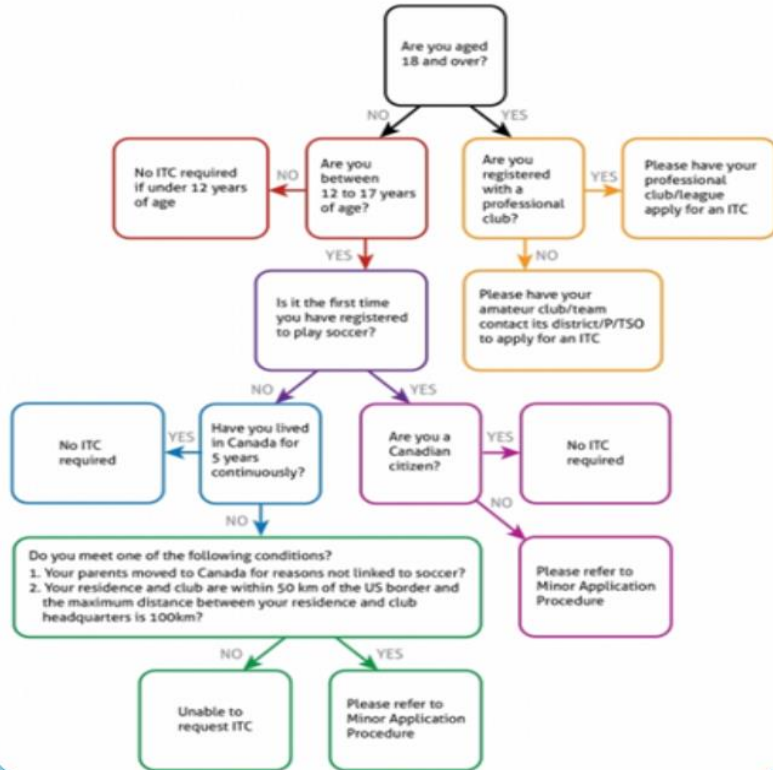 Are you aged
18 and over?
NO
YES
No ITC required
if under 12 years
of age
NO
Are you
between
12 to 17 years
of age?
Are you
registered
with a
professional
club?
YES
Please have your
professional
club/league
apply for an ITC
YES
NO
Is it the first time
you have registered
to play soccer?
Please have your
amateur club/team
contact its district/P/TSO
to apply for an ITC
NO
YES
No ITC
required
YES
Have you lived
in Canada for
5 years
continuously?
Are you a
Canadian
citizen?
YES
No ITC
required
NO
NO
Do you meet one of the following conditions?
1. Your parents moved to Canada for reasons not linked to soccer?
2. Your residence and club are within 50 km of the US border and
the maximum distance between your residence and club
headquarters is 100km?
Please refer to
Minor Application
Procedure
NO
YES
Unable to
request ITC
Please refer to
Minor Application
Procedure